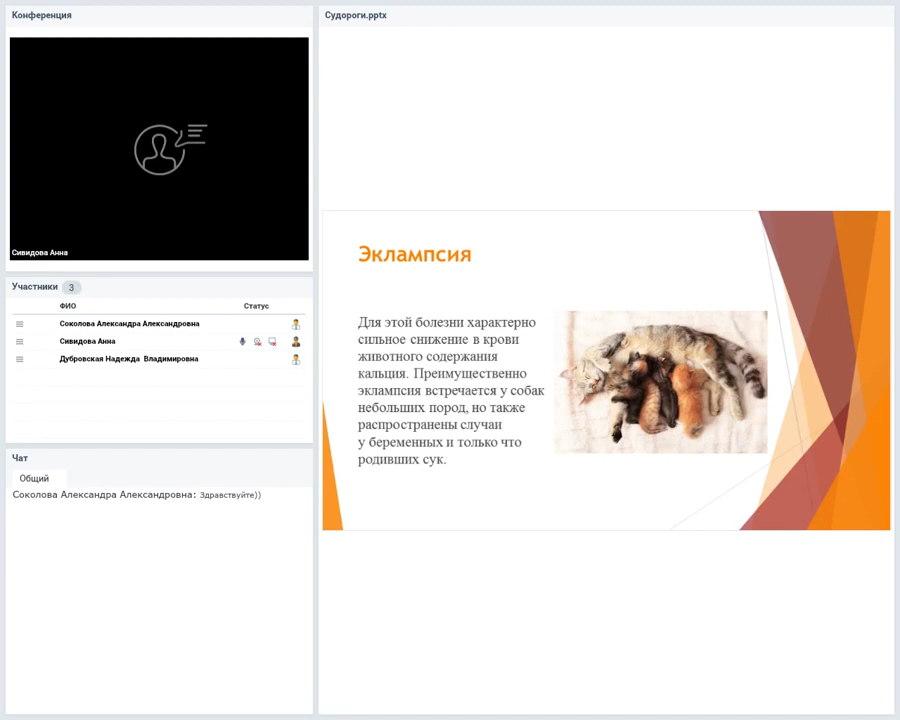 Конференция
Сивидова Анна
Участники 3
ФИО Статус
Соколова Александра Александровна
Сивидова Анна
Дубровская Надежда Владимировна
Чат
Общий
Соколова Александра Александровна: Здравствуйте))
Судороги.pptx
Эклампсия
Для этой болезни характерно
сильное снижение в крови
животного содержания
кальция. Преимущественно
эклампсия встречается у собак
небольших пород, но также
распространены случаи
у беременных и только что
родивших сук.